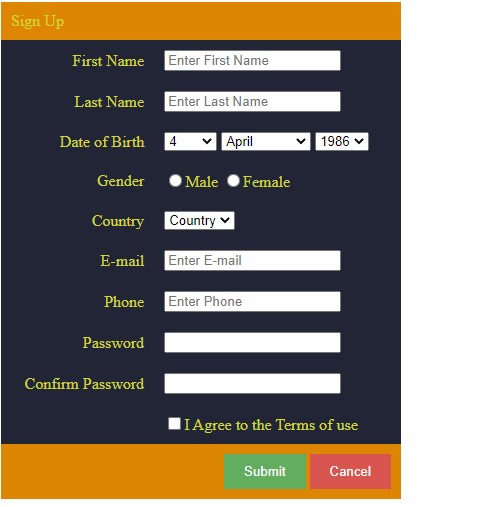 Sign Up
First Name Enter First Name
Last Name Enter Last Name
Date of Birth 4 April 1986
Gender Male Female
Country Country
E-mail Enter E-mail
Phone Enter Phone
Password
Confirm Password
I Agree to the Terms of use
Submit Cancel